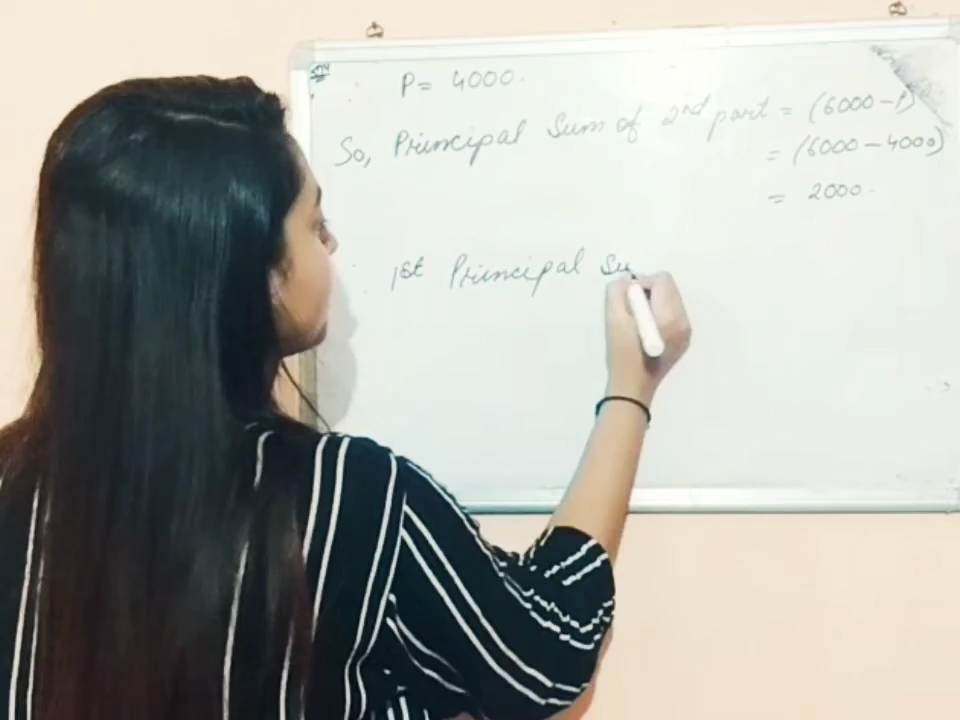 P = 4000.
So, Principal Sum of 2nd part = (6000 - P)
= (6000 - 4000)
= 2000.
1st Principal Su